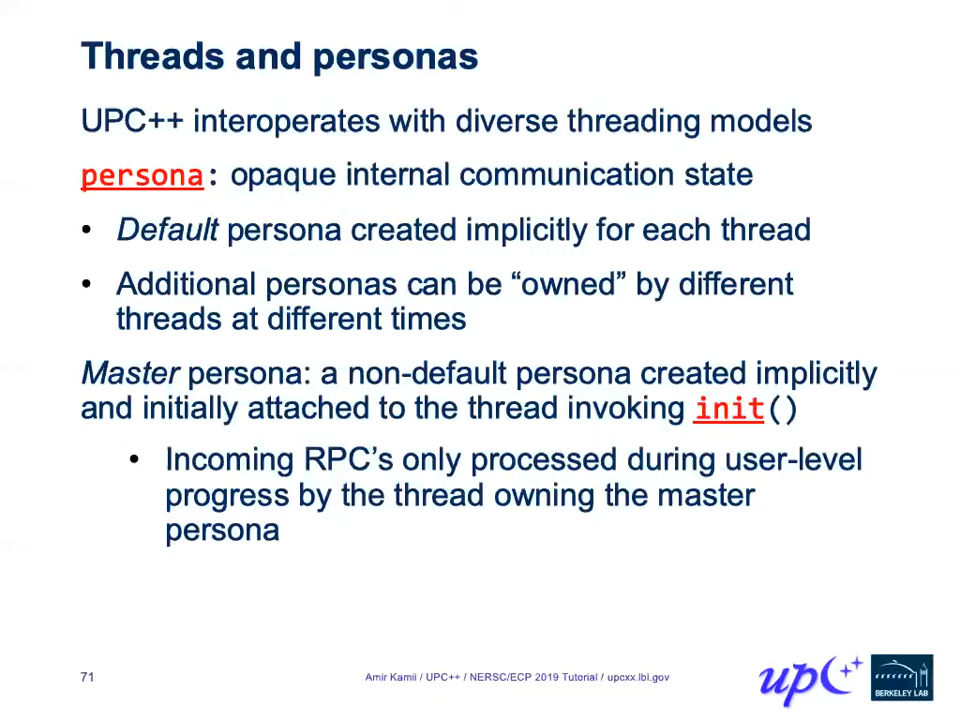 Threads and personas
UPC++ interoperates with diverse threading models
persona: opaque internal communication state
• Default persona created implicitly for each thread
• Additional personas can be “owned” by different
threads at different times
Master persona: a non-default persona created implicitly
and initially attached to the thread invoking init()
• Incoming RPC’s only processed during user-level
progress by the thread owning the master
persona
71
Amir Kamil / UPC++ / NERSC/ECP 2019 Tutorial / upcxx.lbl.gov
upc++
BERKELEY LAB